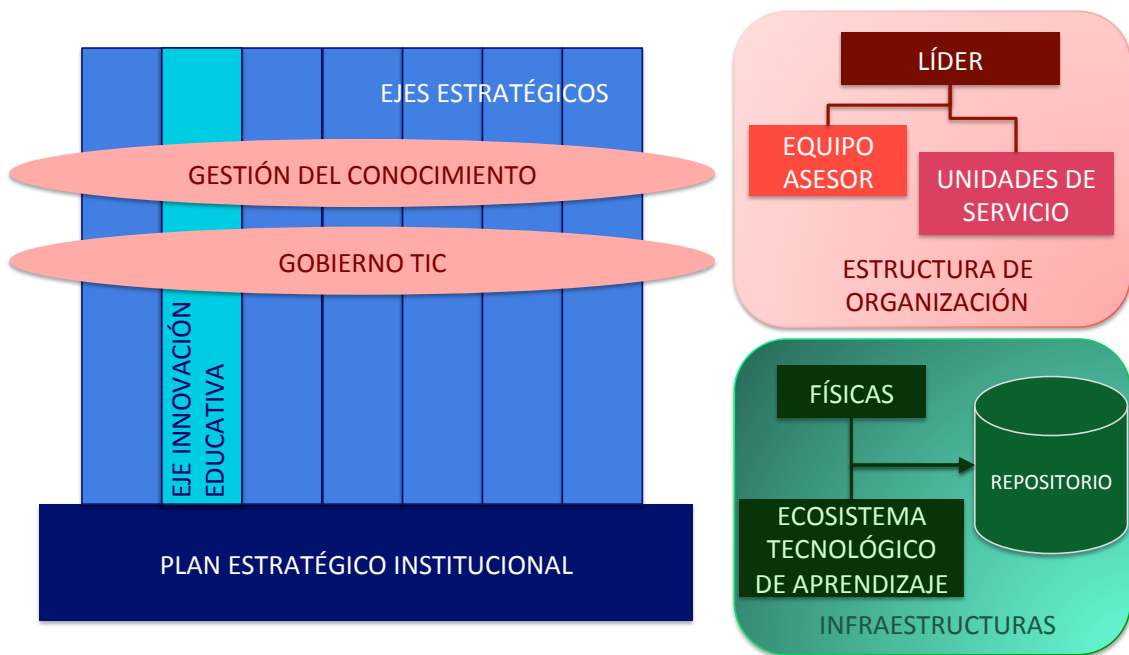 EJES ESTRATÉGICOS
GESTIÓN DEL CONOCIMIENTO
GOBIERNO TIC
EJE INNOVACIÓN
EDUCATIVA
PLAN ESTRATÉGICO INSTITUCIONAL
LÍDER
EQUIPO
ASESOR
UNIDADES DE
SERVICIO
ESTRUCTURA DE
ORGANIZACIÓN
FÍSICAS
REPOSITORIO
ECOSISTEMA
TECNOLÓGICO
DE APRENDIZAJE
INFRAESTRUCTURAS